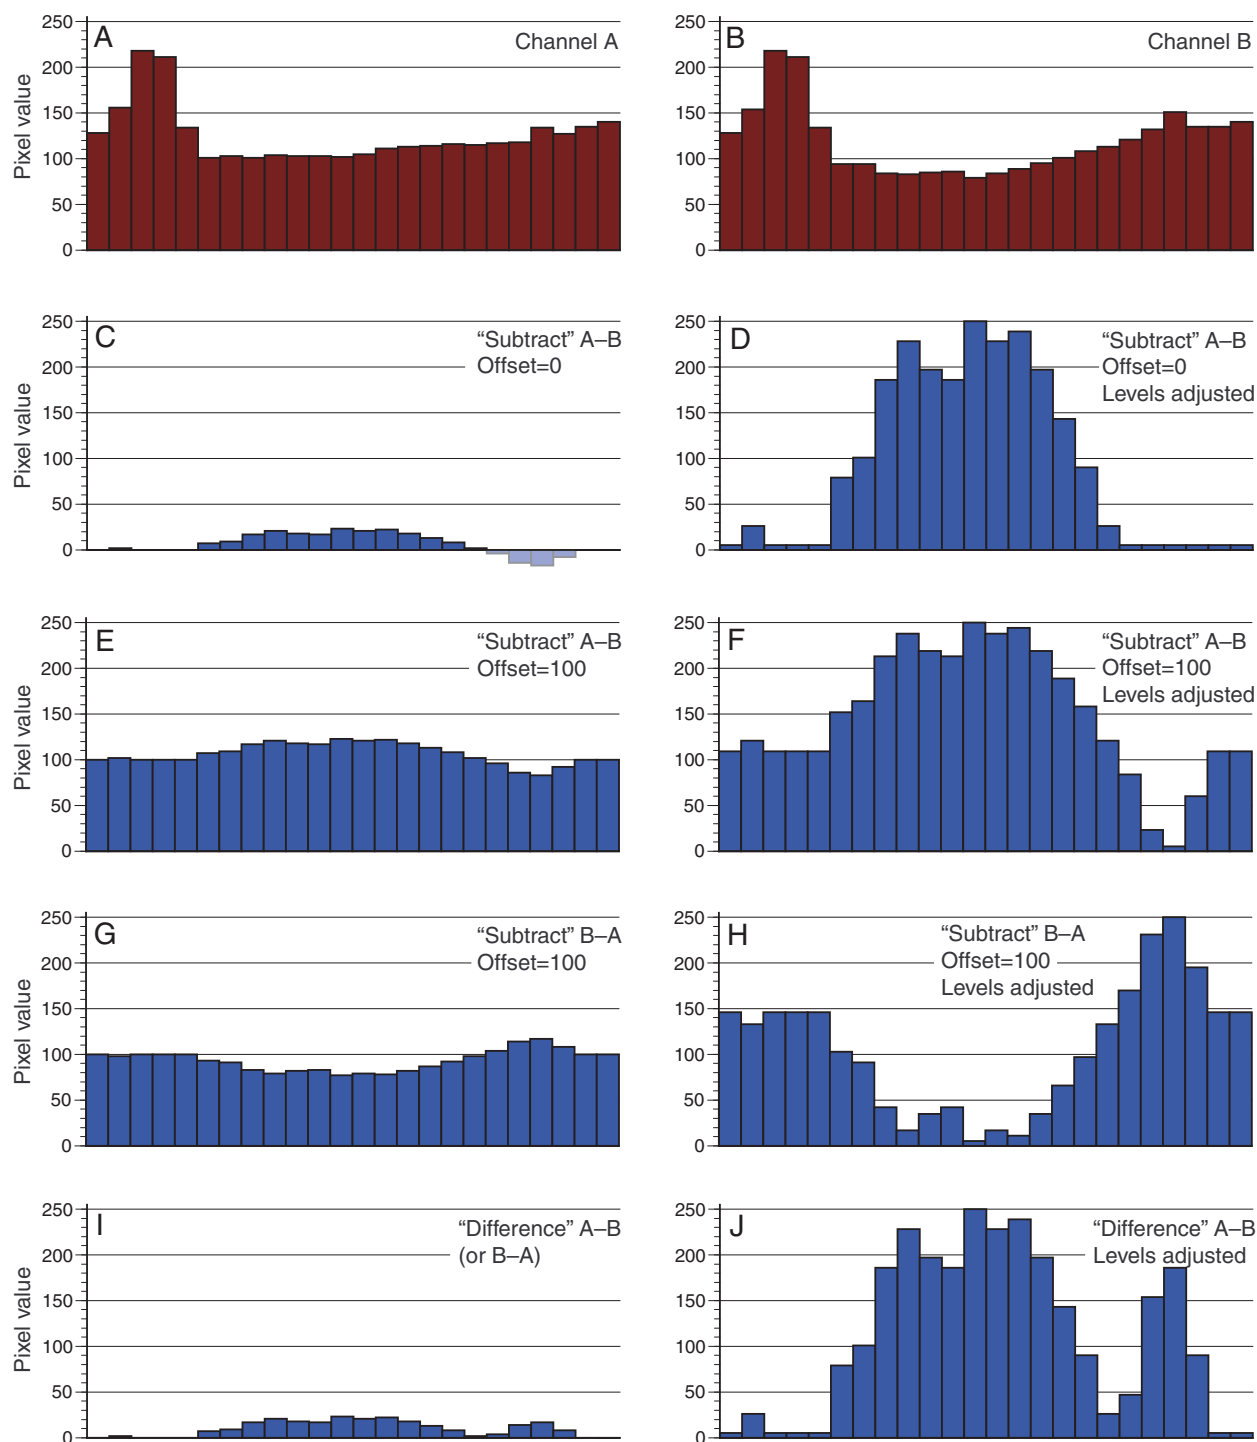 A
Channel A
Pixel value
250
200
150
100
50
0
B
Channel B
250
200
150
100
50
0
C
“Subtract” A–B
Offset=0
Pixel value
250
200
150
100
50
0
D
“Subtract” A–B
Offset=0
Levels adjusted
250
200
150
100
50
0
E
“Subtract” A–B
Offset=100
Pixel value
250
200
150
100
50
0
F
“Subtract” A–B
Offset=100
Levels adjusted
250
200
150
100
50
0
G
“Subtract” B–A
Offset=100
Pixel value
250
200
150
100
50
0
H
“Subtract” B–A
Offset=100
Levels adjusted
250
200
150
100
50
0
I
“Difference” A–B
(or B–A)
Pixel value
250
200
150
100
50
0
J
“Difference” A–B
Levels adjusted
250
200
150
100
50
0